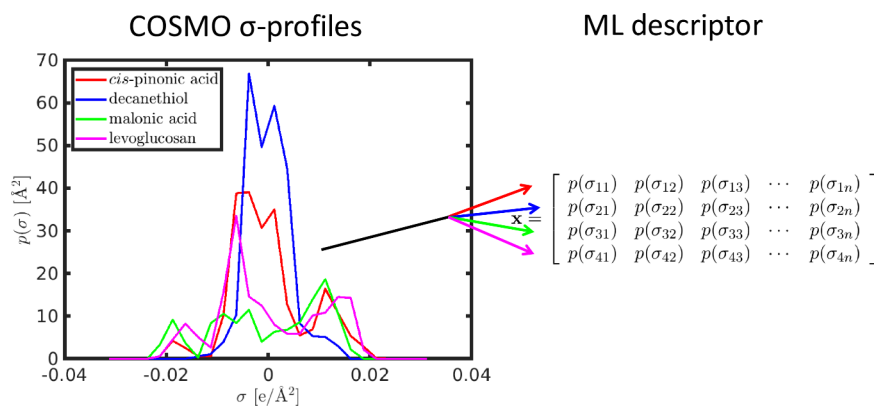 COSMO σ-profiles
ML descriptor
70
60
50
40
30
20
10
0
p(σ) [Å²]
cis-pinonic acid
decanethiol
malonic acid
levoglucosan
-0.04 -0.02 0 0.02 0.04
σ [e/Å²]
x =
p(σ₁₁) p(σ₁₂) p(σ₁₃) ⋯ p(σ₁ₙ)
p(σ₂₁) p(σ₂₂) p(σ₂₃) ⋯ p(σ₂ₙ)
p(σ₃₁) p(σ₃₂) p(σ₃₃) ⋯ p(σ₃ₙ)
p(σ₄₁) p(σ₄₂) p(σ₄₃) ⋯ p(σ₄ₙ)